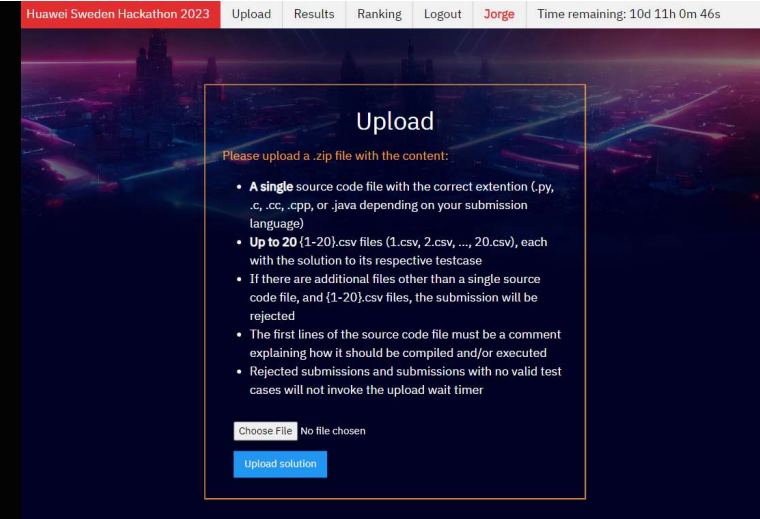 Huawei Sweden Hackathon 2023 Upload Results Ranking Logout Jorge Time remaining: 10d 11h 0m 46s
Upload
Please upload a .zip file with the content:
• A single source code file with the correct extention (.py,
.c, .cc, .cpp, or .java depending on your submission
language)
• Up to 20 {1-20}.csv files (1.csv, 2.csv, ..., 20.csv), each
with the solution to its respective testcase
• If there are additional files other than a single source
code file, and {1-20}.csv files, the submission will be
rejected
• The first lines of the source code file must be a comment
explaining how it should be compiled and/or executed
• Rejected submissions and submissions with no valid test
cases will not invoke the upload wait timer
Choose File No file chosen
Upload solution